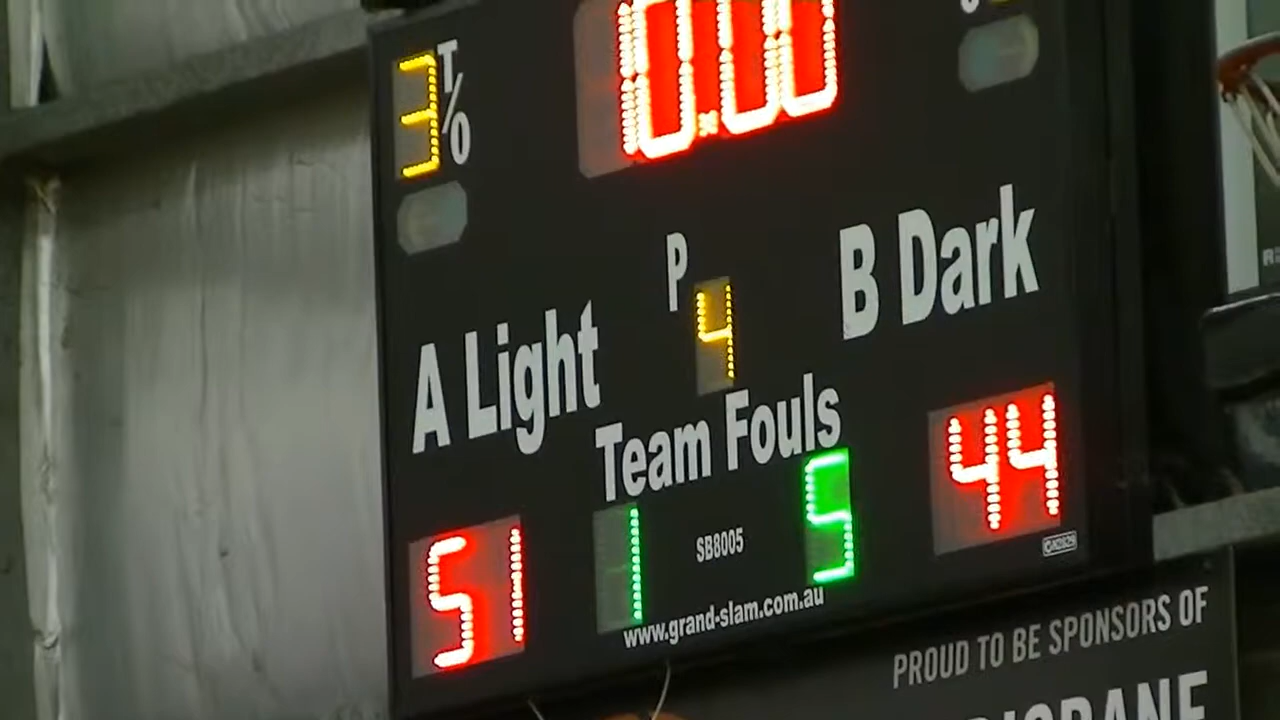 3 T/O
10.00
P
4
A Light
B Dark
Team Fouls
51
1
5
44
SB8005
www.grand-slam.com.au
PROUD TO BE SPONSORS OF